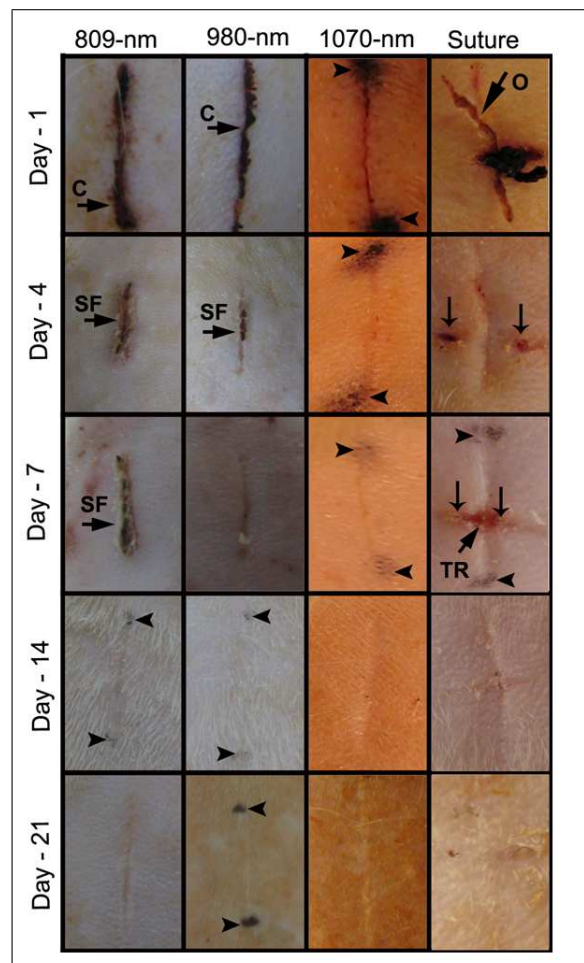 809-nm 980-nm 1070-nm Suture
Day - 1
C
C
O
Day - 4
SF
SF
Day - 7
SF
TR
Day - 14
Day - 21